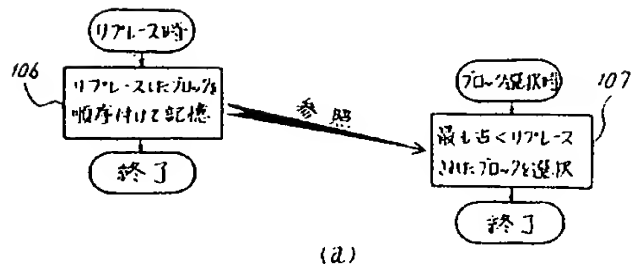 リプレース時
106
リプレースしたブロックを
順序付けて記憶
終了
参照
ブロック選択時
107
最も古くリプレース
されたブロックを選択
終了
(a)